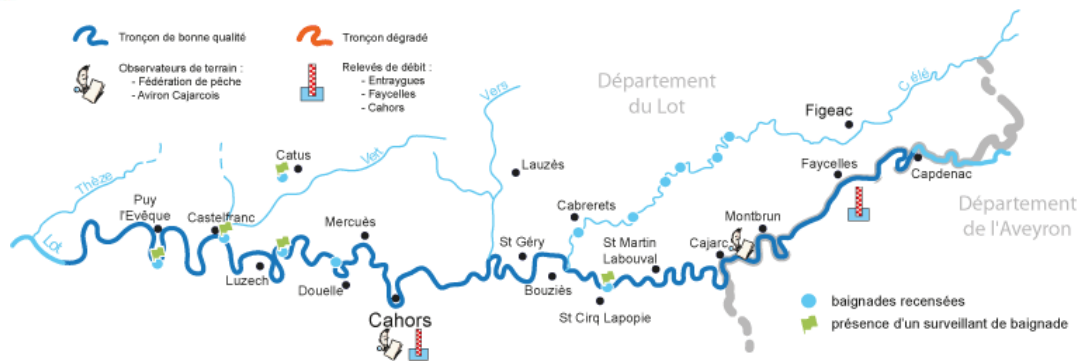 Tronçon de bonne qualité
Tronçon dégradé
Observateurs de terrain :
- Fédération de pêche
- Aviron Cajarcois
Relevés de débit :
- Entraygues
- Faycelles
- Cahors
Département
du Lot
Célé
Vers
Figeac
Catus
Vert
Lauzès
Faycelles
Capdenac
Thèze
Puy
l'Evêque
Castelfranc
Mercuès
Cabrerets
Montbrun
Département
de l'Aveyron
Lot
St Géry
St Martin
Labouval
Cajarc
Luzech
Douelle
Bouziès
St Cirq Lapopie
Cahors
baignades recensées
présence d'un surveillant de baignade